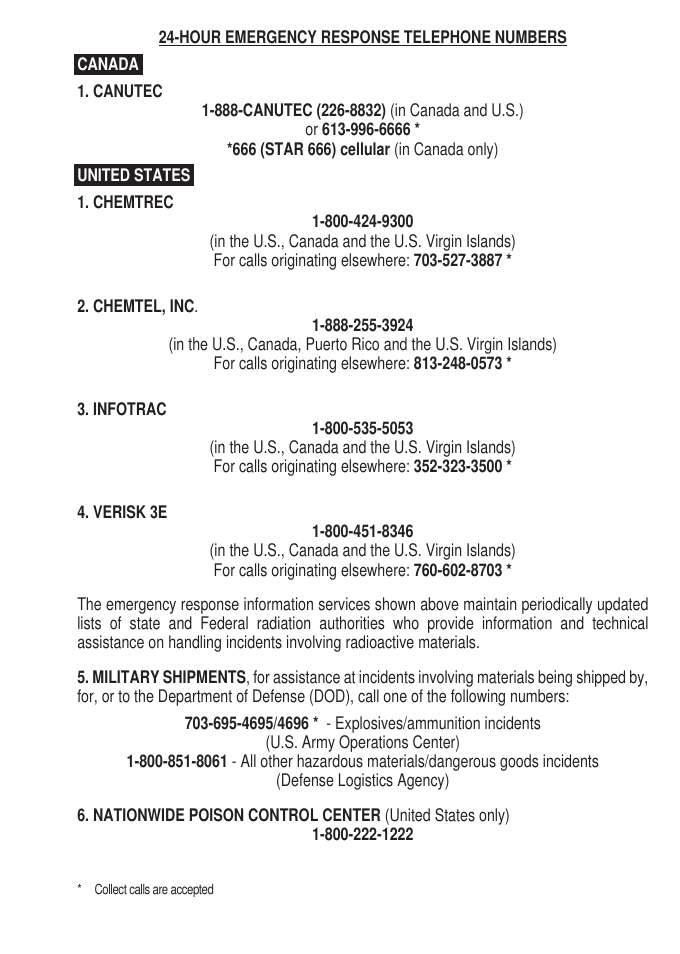 24-HOUR EMERGENCY RESPONSE TELEPHONE NUMBERS
CANADA
1. CANUTEC
1-888-CANUTEC (226-8832) (in Canada and U.S.)
or 613-996-6666 *
*666 (STAR 666) cellular (in Canada only)
UNITED STATES
1. CHEMTREC
1-800-424-9300
(in the U.S., Canada and the U.S. Virgin Islands)
For calls originating elsewhere: 703-527-3887 *
2. CHEMTEL, INC.
1-888-255-3924
(in the U.S., Canada, Puerto Rico and the U.S. Virgin Islands)
For calls originating elsewhere: 813-248-0573 *
3. INFOTRAC
1-800-535-5053
(in the U.S., Canada and the U.S. Virgin Islands)
For calls originating elsewhere: 352-323-3500 *
4. VERISK 3E
1-800-451-8346
(in the U.S., Canada and the U.S. Virgin Islands)
For calls originating elsewhere: 760-602-8703 *
The emergency response information services shown above maintain periodically updated
lists of state and Federal radiation authorities who provide information and technical
assistance on handling incidents involving radioactive materials.
5. MILITARY SHIPMENTS, for assistance at incidents involving materials being shipped by,
for, or to the Department of Defense (DOD), call one of the following numbers:
703-695-4695/4696 * - Explosives/ammunition incidents
(U.S. Army Operations Center)
1-800-851-8061 - All other hazardous materials/dangerous goods incidents
(Defense Logistics Agency)
6. NATIONWIDE POISON CONTROL CENTER (United States only)
1-800-222-1222
* Collect calls are accepted